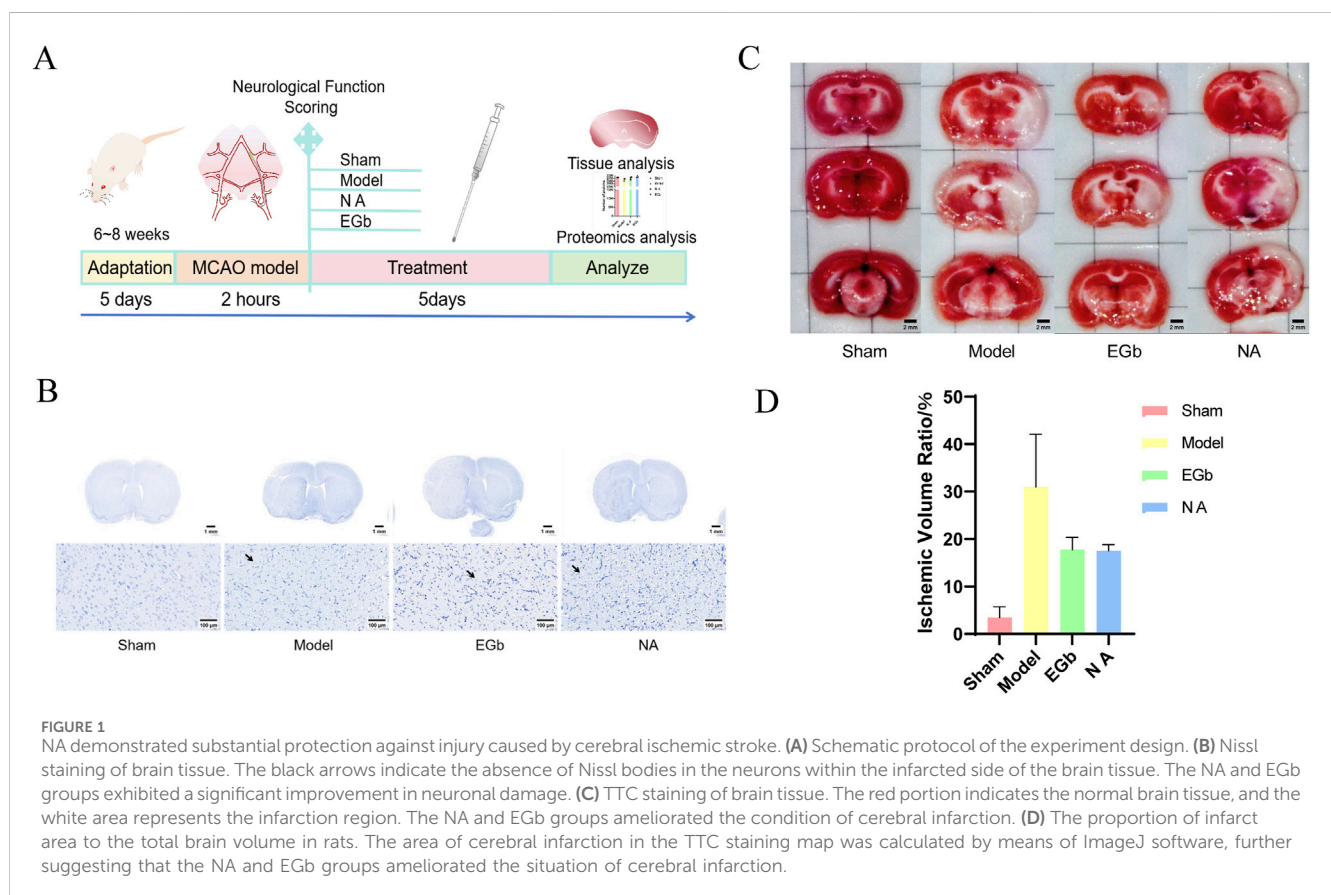 A
Neurological Function
Scoring
Sham
Model
N A
EGb
Tissue analysis
Proteomics analysis
6~8 weeks
Adaptation
MCAO model
Treatment
Analyze
5 days
2 hours
5days
B
1 mm
1 mm
1 mm
1 mm
100 μm
100 μm
100 μm
100 μm
Sham
Model
EGb
NA
C
2 mm
2 mm
2 mm
2 mm
Sham
Model
EGb
NA
D
Ischemic Volume Ratio/%
50
40
30
20
10
0
Sham
Model
EGb
N A
Sham
Model
EGb
N A
FIGURE 1
NA demonstrated substantial protection against injury caused by cerebral ischemic stroke. (A) Schematic protocol of the experiment design. (B) Nissl
staining of brain tissue. The black arrows indicate the absence of Nissl bodies in the neurons within the infarcted side of the brain tissue. The NA and EGb
groups exhibited a significant improvement in neuronal damage. (C) TTC staining of brain tissue. The red portion indicates the normal brain tissue, and the
white area represents the infarction region. The NA and EGb groups ameliorated the condition of cerebral infarction. (D) The proportion of infarct
area to the total brain volume in rats. The area of cerebral infarction in the TTC staining map was calculated by means of ImageJ software, further
suggesting that the NA and EGb groups ameliorated the situation of cerebral infarction.